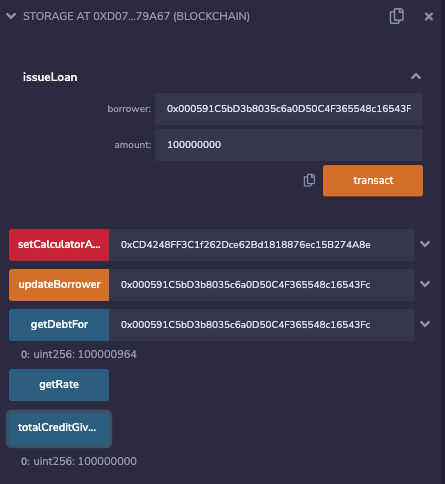 STORAGE AT 0XD07...79A67 (BLOCKCHAIN)
issueLoan
borrower: 0x000591C5bD3b8035c6a0D50C4F365548c16543F
amount: 100000000
transact
setCalculatorA... 0xCD4248FF3C1f262Dce62Bd1818876ec15B274A8e
updateBorrower 0x000591C5bD3b8035c6a0D50C4F365548c16543Fc
getDebtFor 0x000591C5bD3b8035c6a0D50C4F365548c16543Fc
0: uint256: 100000964
getRate
totalCreditGiv...
0: uint256: 100000000